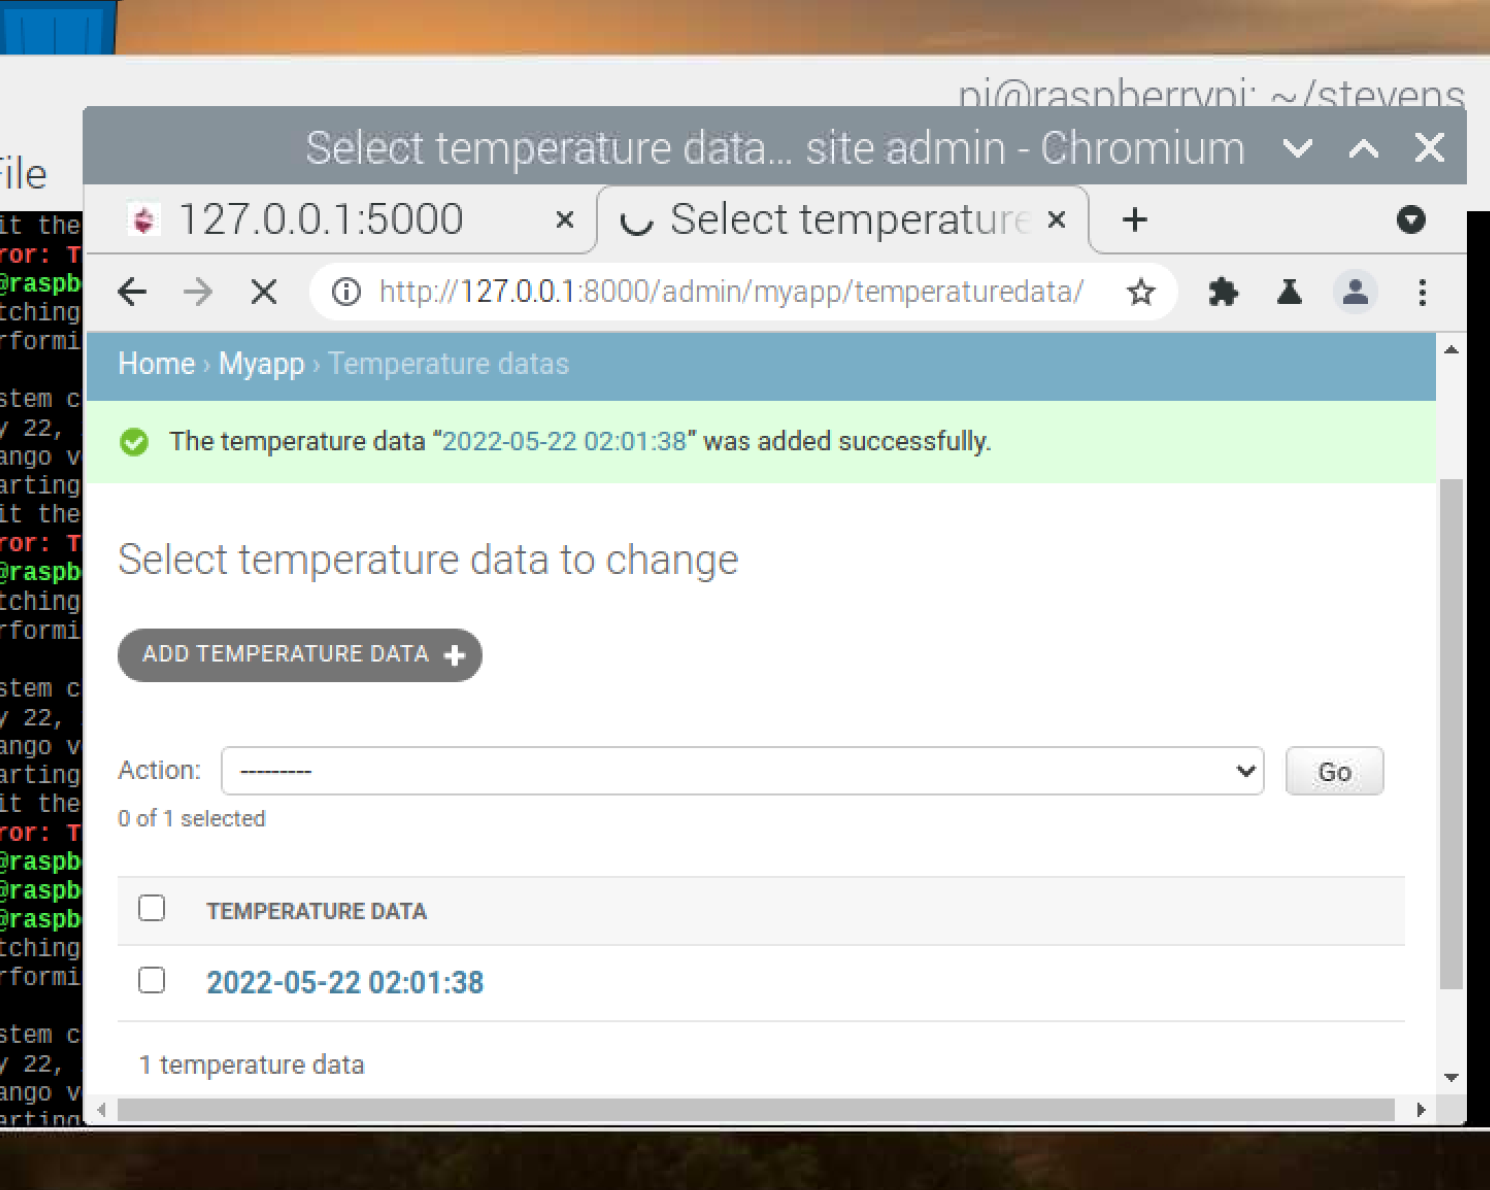 pi@raspberrypi: ~/stevens
Select temperature data... site admin - Chromium
File
127.0.0.1:5000
Select temperature
http://127.0.0.1:8000/admin/myapp/temperaturedata/
Home › Myapp › Temperature datas
The temperature data “2022-05-22 02:01:38” was added successfully.
Select temperature data to change
ADD TEMPERATURE DATA +
Action: ---------
Go
0 of 1 selected
TEMPERATURE DATA
2022-05-22 02:01:38
1 temperature data
it the
ror: T
@raspb
tching
rformi
stem c
y 22,
ango v
arting
it the
ror: T
@raspb
tching
rformi
stem c
y 22,
ango v
arting
it the
ror: T
@raspb
@raspb
@raspb
tching
rformi
stem c
y 22,
ango v
arting